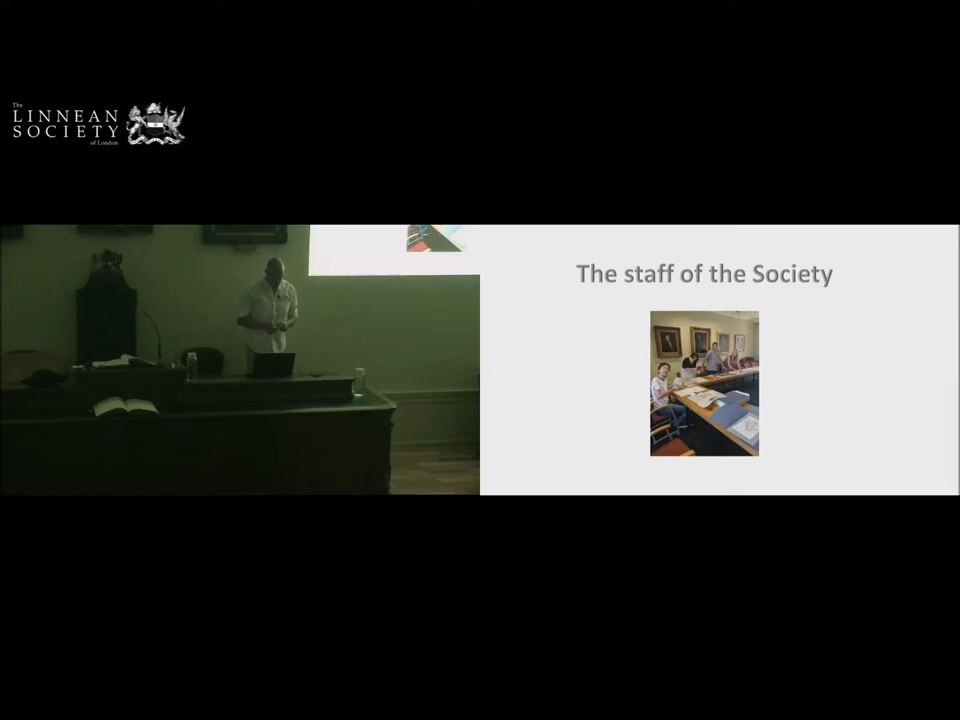 The
LINNEAN
SOCIETY
of London
The staff of the Society